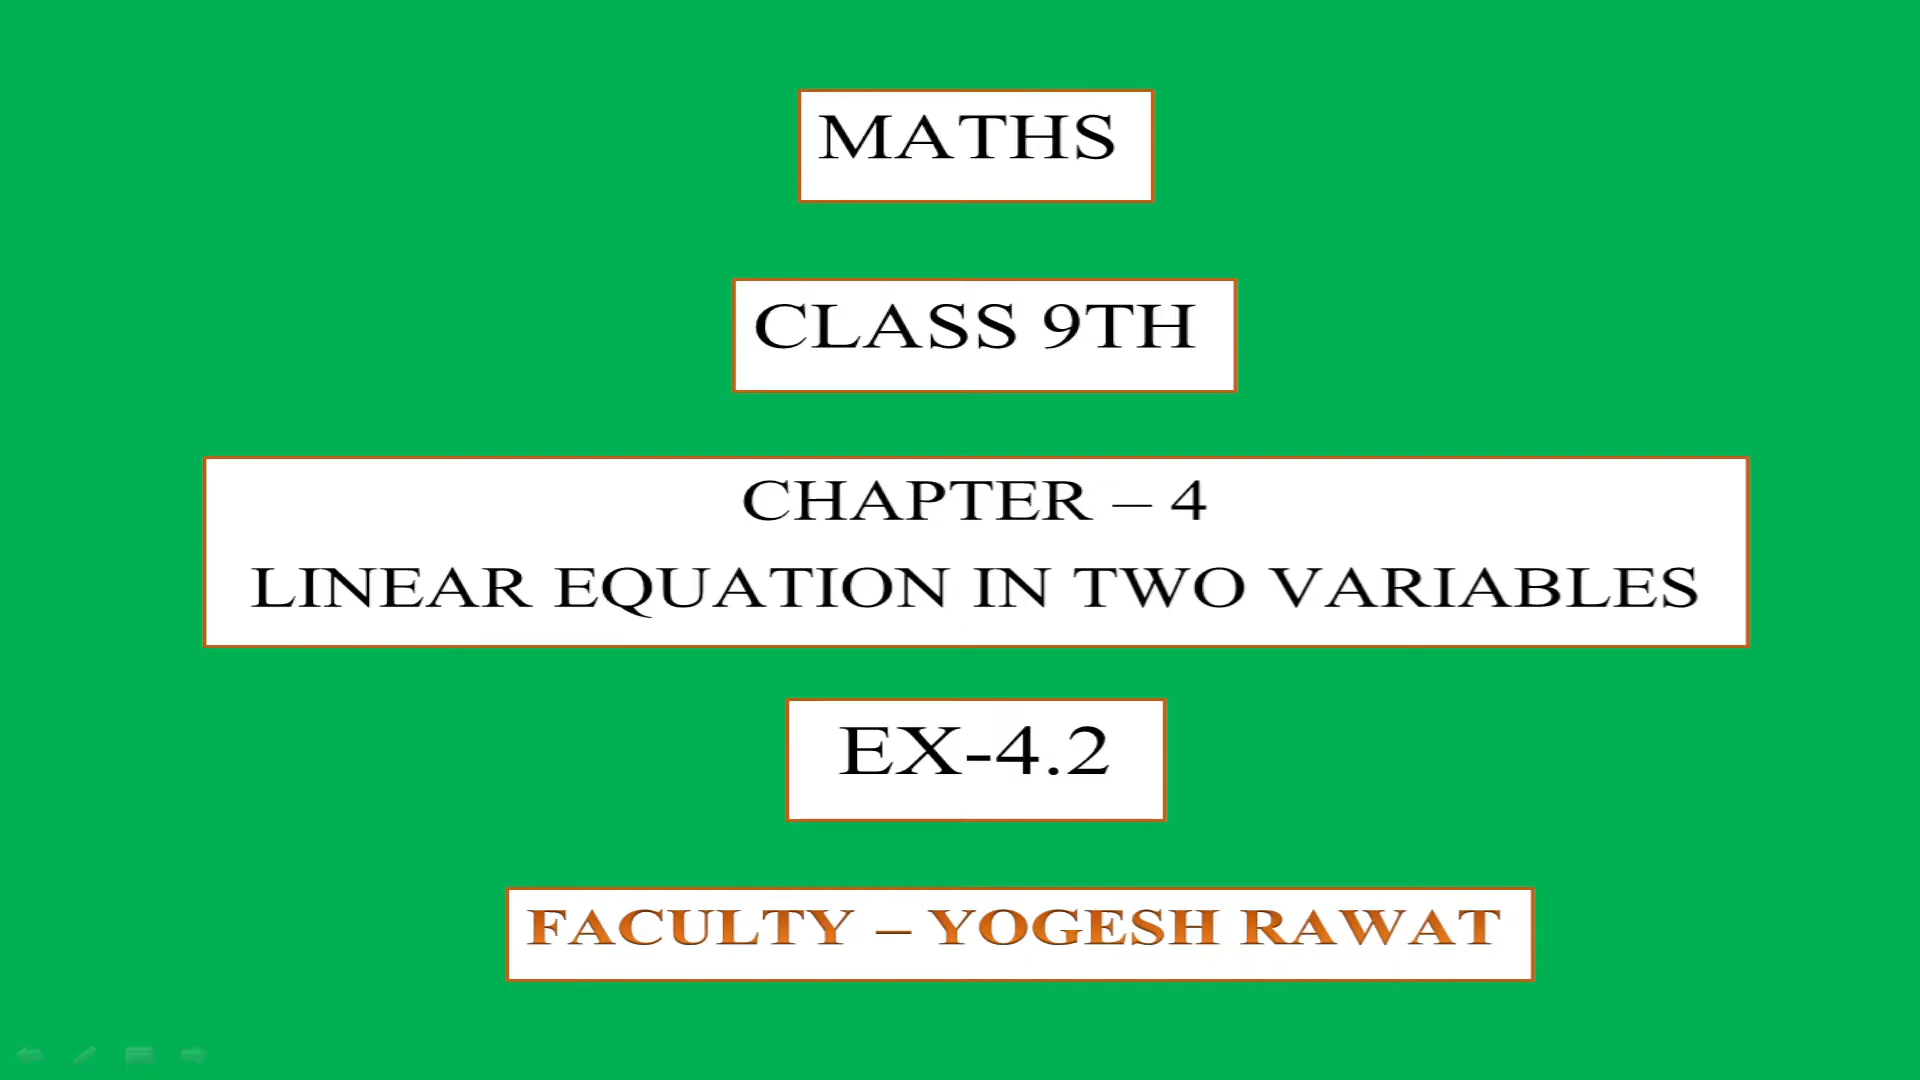 MATHS
CLASS 9TH
CHAPTER – 4
LINEAR EQUATION IN TWO VARIABLES
EX-4.2
FACULTY – YOGESH RAWAT